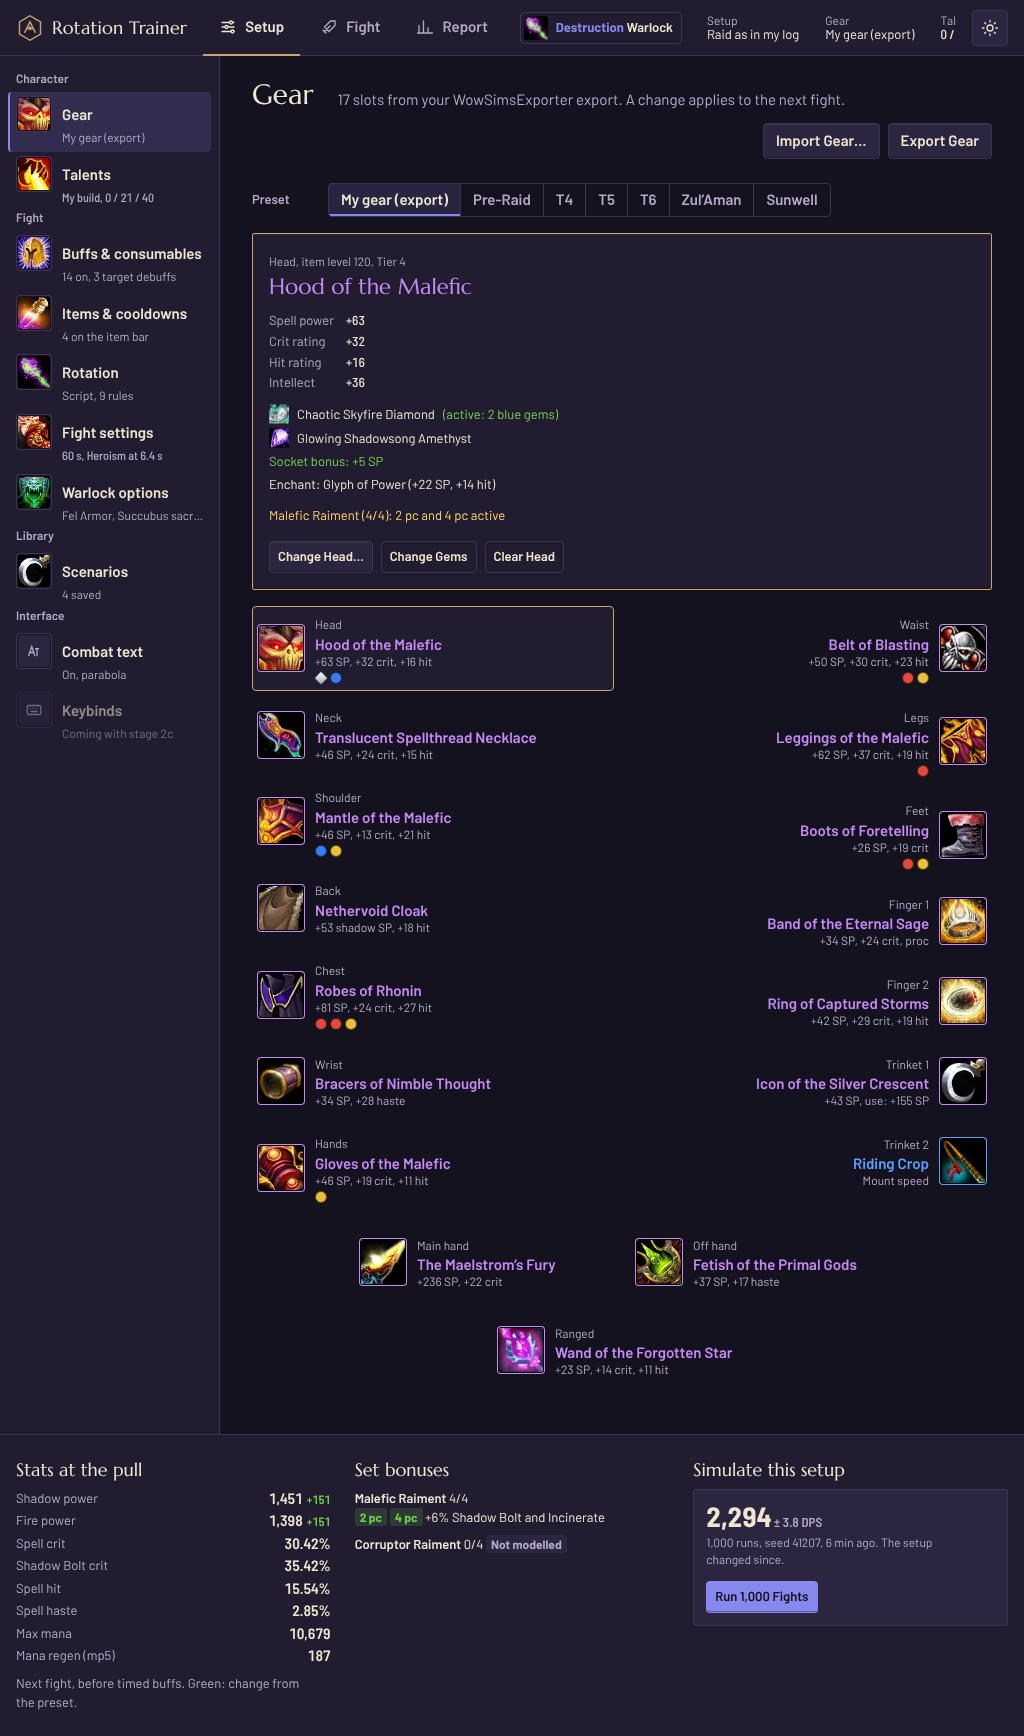 Rotation Trainer
Setup
Fight
Report
Destruction Warlock
Setup
Raid as in my log
Gear
My gear (export)
Tal
0 /
Character
Gear
My gear (export)
Talents
My build, 0 / 21 / 40
Fight
Buffs & consumables
14 on, 3 target debuffs
Items & cooldowns
4 on the item bar
Rotation
Script, 9 rules
Fight settings
60 s, Heroism at 6.4 s
Warlock options
Fel Armor, Succubus sacr...
Library
Scenarios
4 saved
Interface
Combat text
On, parabola
Keybinds
Coming with stage 2c
Gear
17 slots from your WowSimsExporter export. A change applies to the next fight.
Import Gear...
Export Gear
Preset
My gear (export)
Pre-Raid
T4
T5
T6
Zul'Aman
Sunwell
Head, item level 120, Tier 4
Hood of the Malefic
Spell power +63
Crit rating +32
Hit rating +16
Intellect +36
Chaotic Skyfire Diamond (active: 2 blue gems)
Glowing Shadowsong Amethyst
Socket bonus: +5 SP
Enchant: Glyph of Power (+22 SP, +14 hit)
Malefic Raiment (4/4): 2 pc and 4 pc active
Change Head...
Change Gems
Clear Head
Head
Hood of the Malefic
+63 SP, +32 crit, +16 hit
Neck
Translucent Spellthread Necklace
+46 SP, +24 crit, +15 hit
Shoulder
Mantle of the Malefic
+46 SP, +13 crit, +21 hit
Back
Nethervoid Cloak
+53 shadow SP, +18 hit
Chest
Robes of Rhonin
+81 SP, +24 crit, +27 hit
Wrist
Bracers of Nimble Thought
+34 SP, +28 haste
Hands
Gloves of the Malefic
+46 SP, +19 crit, +11 hit
Waist
Belt of Blasting
+50 SP, +30 crit, +23 hit
Legs
Leggings of the Malefic
+62 SP, +37 crit, +19 hit
Feet
Boots of Foretelling
+26 SP, +19 crit
Finger 1
Band of the Eternal Sage
+34 SP, +24 crit, proc
Finger 2
Ring of Captured Storms
+42 SP, +29 crit, +19 hit
Trinket 1
Icon of the Silver Crescent
+43 SP, use: +155 SP
Trinket 2
Riding Crop
Mount speed
Main hand
The Maelstrom's Fury
+236 SP, +22 crit
Off hand
Fetish of the Primal Gods
+37 SP, +17 haste
Ranged
Wand of the Forgotten Star
+23 SP, +14 crit, +11 hit
Stats at the pull
Shadow power 1,451 +151
Fire power 1,398 +151
Spell crit 30.42%
Shadow Bolt crit 35.42%
Spell hit 15.54%
Spell haste 2.85%
Max mana 10,679
Mana regen (mp5) 187
Next fight, before timed buffs. Green: change from
the preset.
Set bonuses
Malefic Raiment 4/4
2 pc 4 pc +6% Shadow Bolt and Incinerate
Corruptor Raiment 0/4 Not modelled
Simulate this setup
2,294 ± 3.8 DPS
1,000 runs, seed 41207, 6 min ago. The setup
changed since.
Run 1,000 Fights